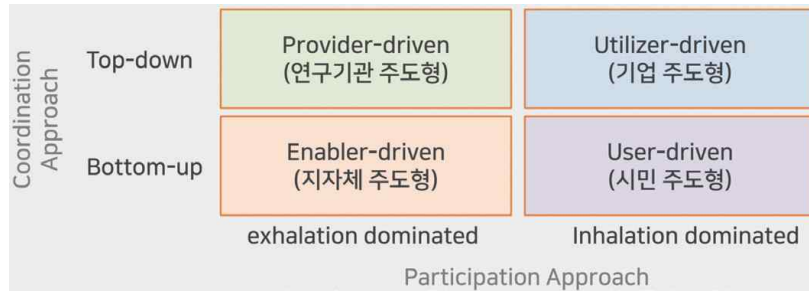 Coordination
Approach
Top-down
Provider-driven
(연구기관 주도형)
Utilizer-driven
(기업 주도형)
Bottom-up
Enabler-driven
(지자체 주도형)
User-driven
(시민 주도형)
exhalation dominated
Inhalation dominated
Participation Approach